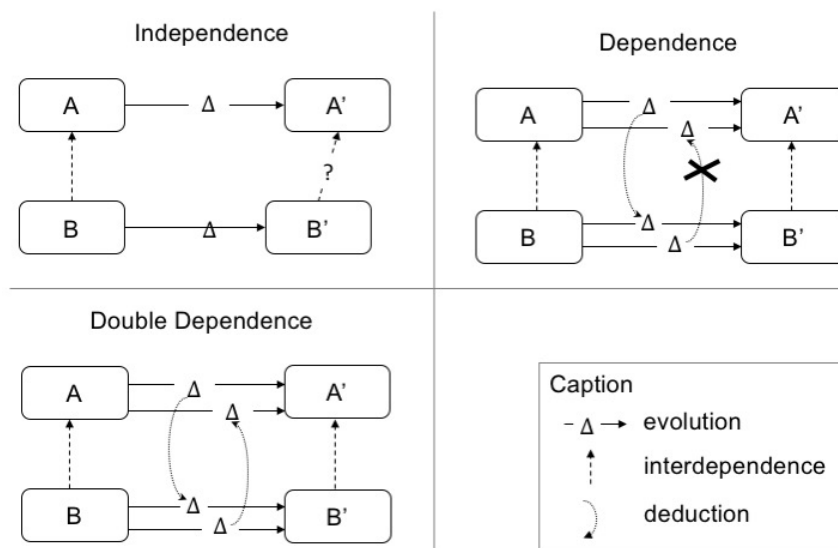 Independence
A
Δ
A'
?
B
Δ
B'
Dependence
A
Δ
Δ
A'
B
Δ
Δ
B'
Double Dependence
A
Δ
Δ
A'
B
Δ
Δ
B'
Caption
Δ evolution
interdependence
deduction